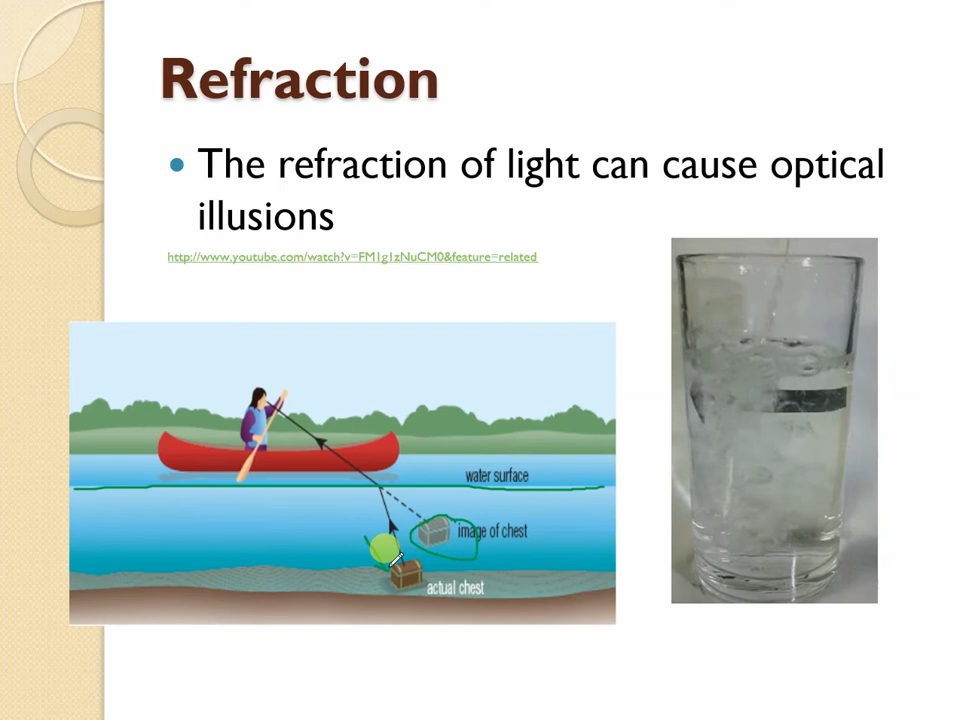 Refraction
The refraction of light can cause optical
illusions
http://www.youtube.com/watch?v=FM1g1zNuCM0&feature=related
water surface
image of chest
actual chest